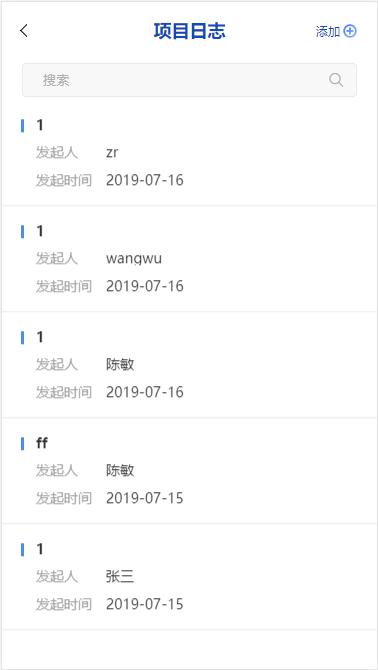 项目日志
添加
搜索
1
发起人 zr
发起时间 2019-07-16
1
发起人 wangwu
发起时间 2019-07-16
1
发起人 陈敏
发起时间 2019-07-16
ff
发起人 陈敏
发起时间 2019-07-15
1
发起人 张三
发起时间 2019-07-15